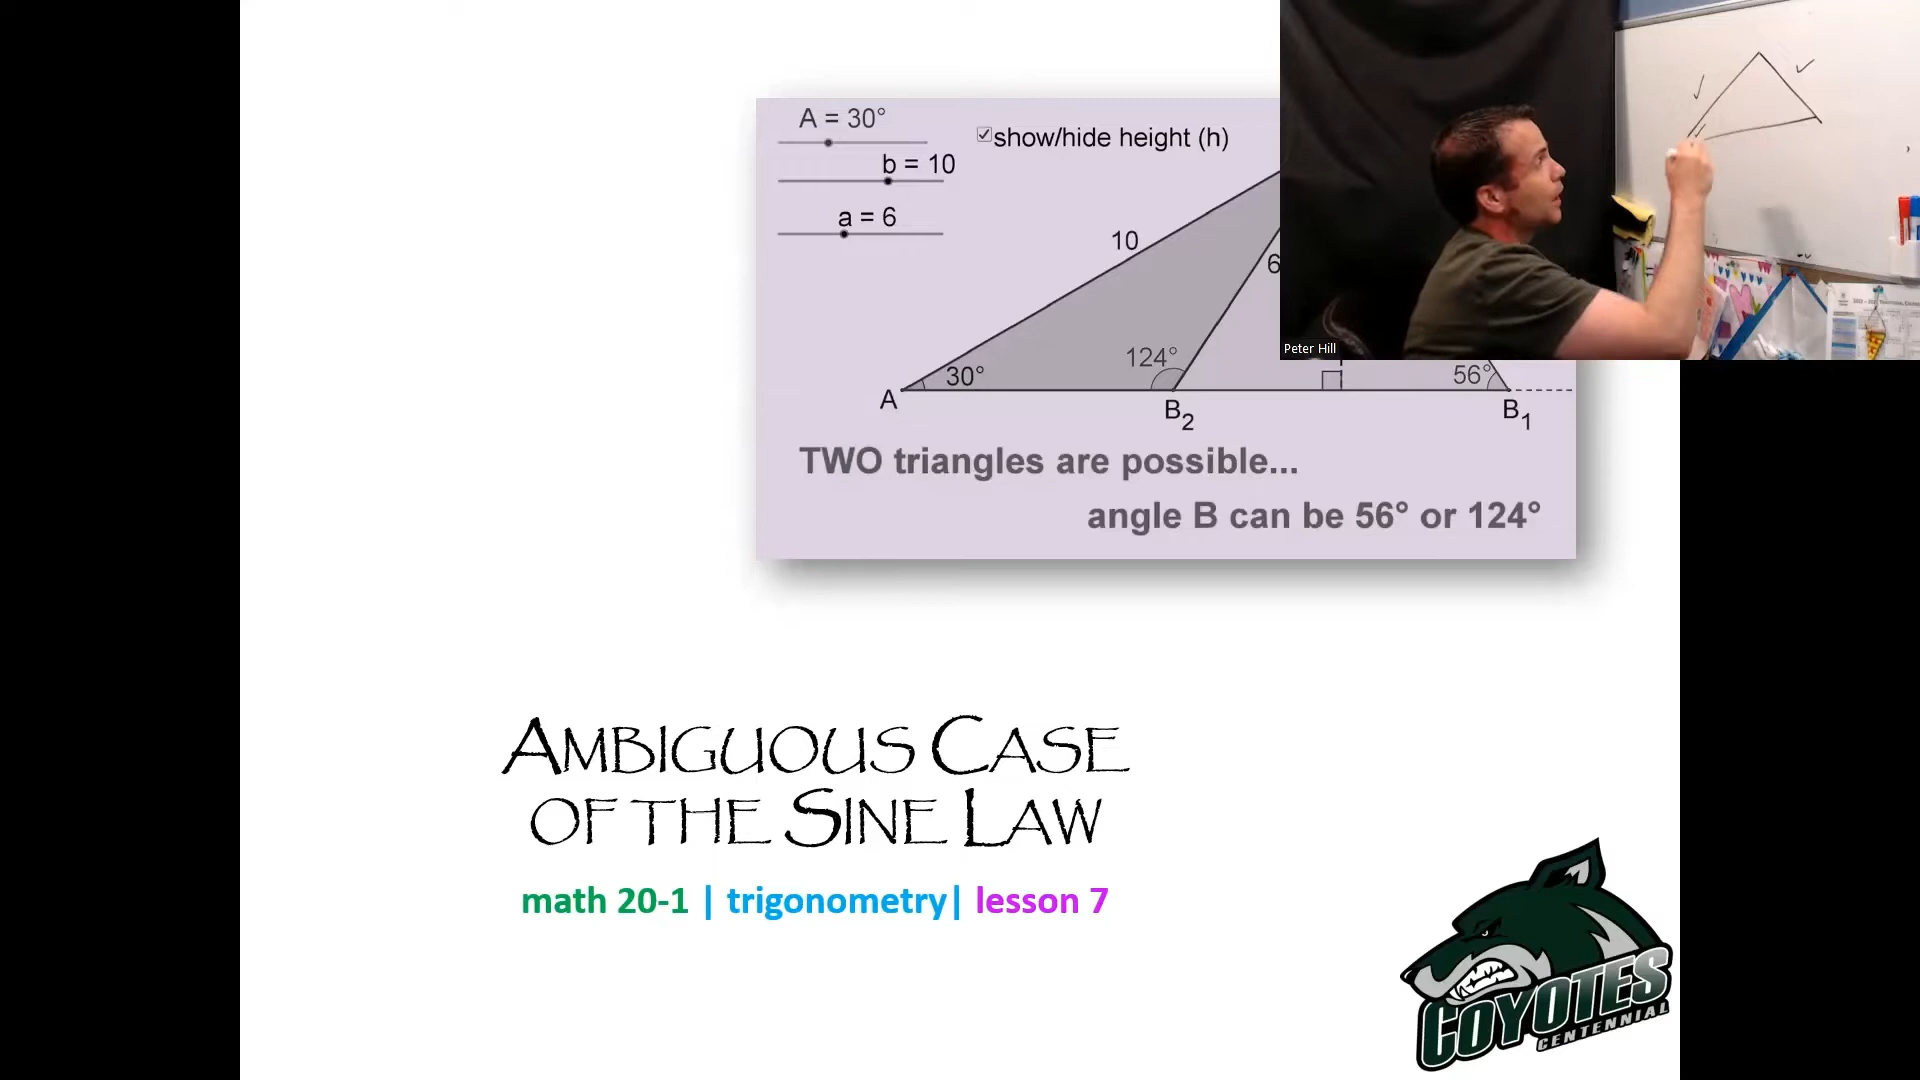 A = 30°
b = 10
a = 6
show/hide height (h)
10
6
124°
30°
56°
A
B2
B1
TWO triangles are possible...
angle B can be 56° or 124°
Peter Hill
AMBIGUOUS CASE
OF THE SINE LAW
math 20-1 | trigonometry| lesson 7
COYOTES
CENTENNIAL